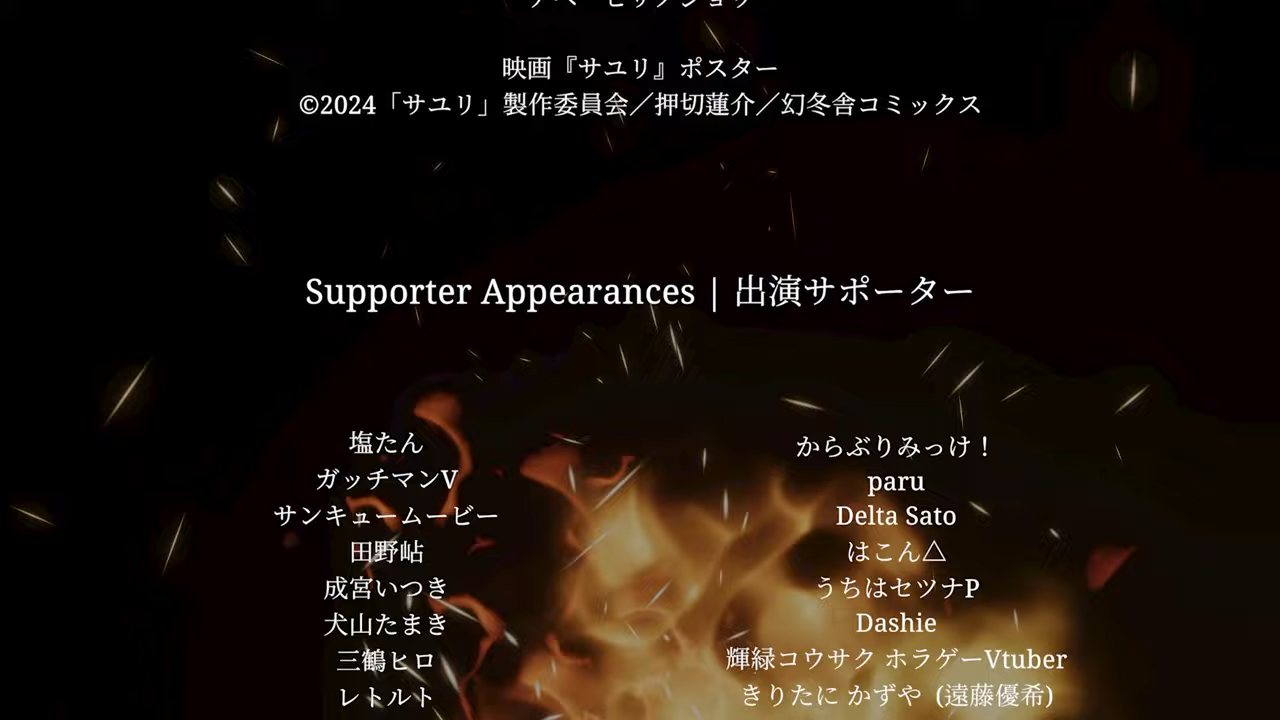 映画『サユリ』ポスター
©2024「サユリ」製作委員会／押切蓮介／幻冬舎コミックス
Supporter Appearances | 出演サポーター
塩たん
ガッチマンV
サンキュームービー
田野岾
成宮いつき
犬山たまき
三鶴ヒロ
レトルト
からぶりみっけ！
paru
Delta Sato
はこん△
うちはセツナP
Dashie
輝緑コウサク ホラゲーVtuber
きりたに かずや (遠藤優希)